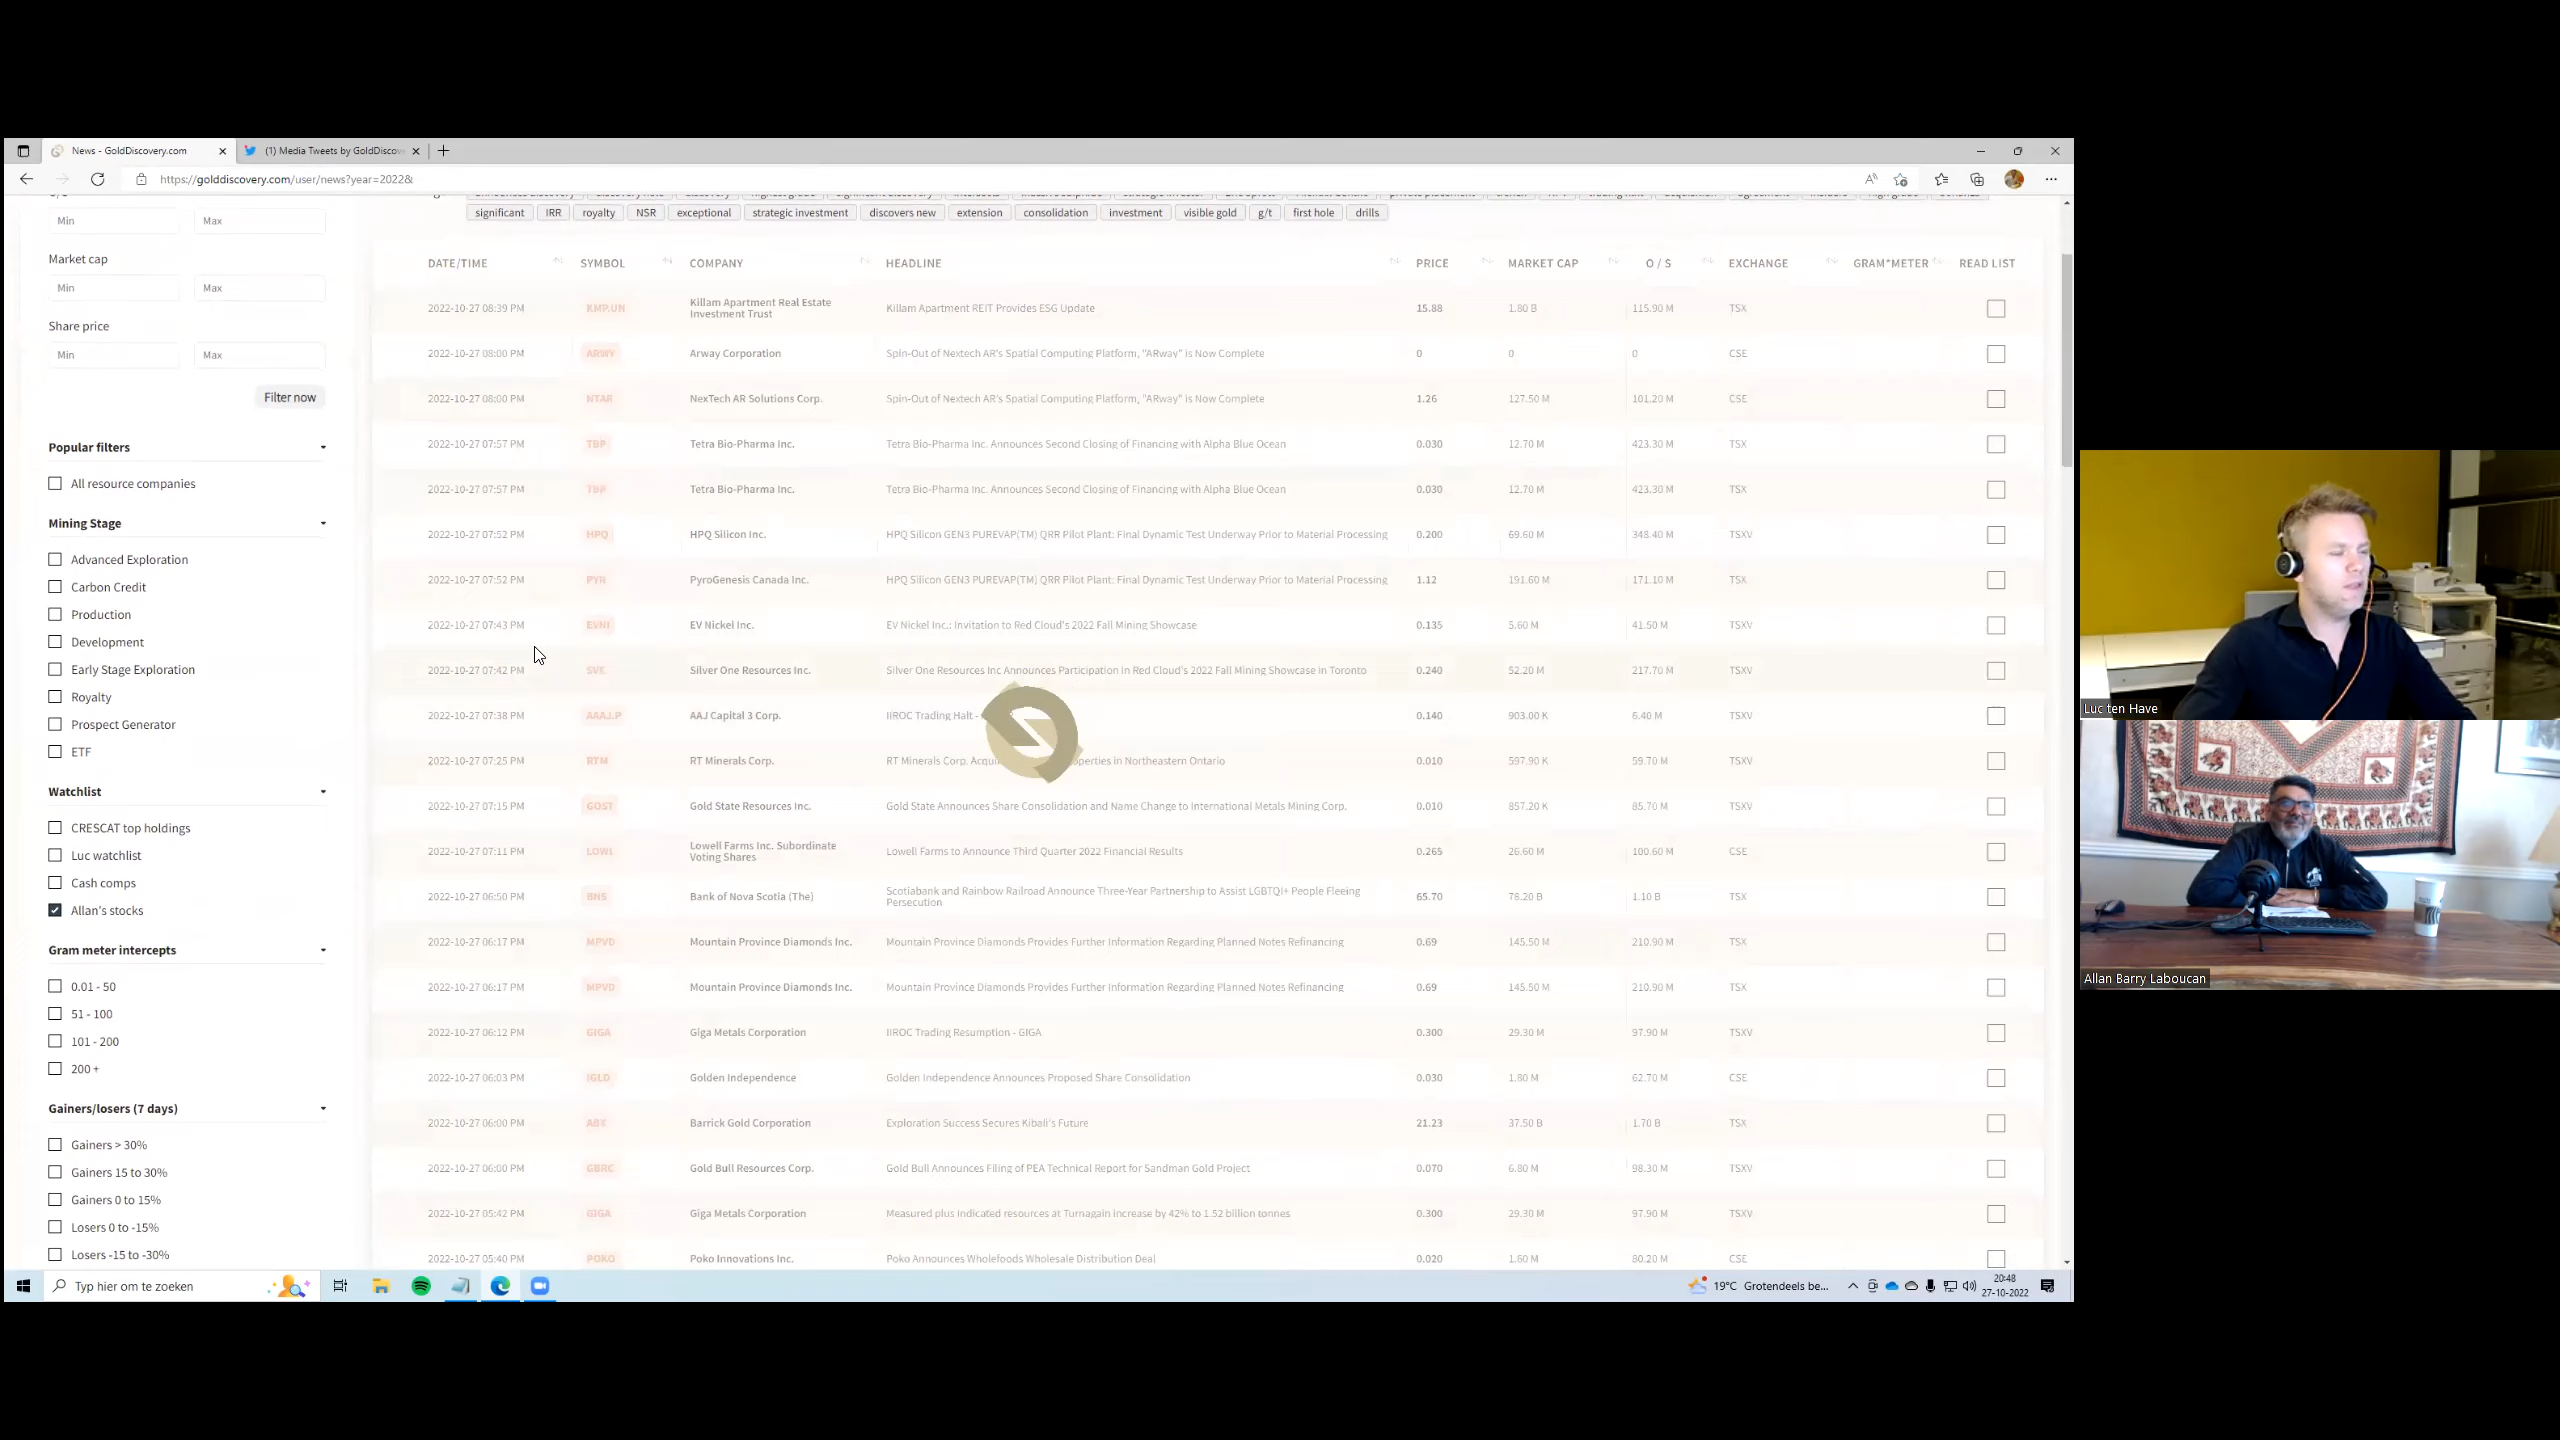 News - GoldDiscovery.com
(1) Media Tweets by GoldDiscov
https://golddiscovery.com/user/news?year=2022&
significant IRR royalty NSR exceptional strategic investment discovers new extension consolidation investment visible gold g/t first hole drills
Min Max
Market cap
Min Max
Share price
Min Max
Filter now
Popular filters
All resource companies
Mining Stage
Advanced Exploration
Carbon Credit
Production
Development
Early Stage Exploration
Royalty
Prospect Generator
ETF
Watchlist
CRESCAT top holdings
Luc watchlist
Cash comps
Allan's stocks
Gram meter intercepts
0.01 - 50
51 - 100
101 - 200
200 +
Gainers/losers (7 days)
Gainers > 30%
Gainers 15 to 30%
Gainers 0 to 15%
Losers 0 to -15%
Losers -15 to -30%
DATE/TIME SYMBOL COMPANY HEADLINE PRICE MARKET CAP O / S EXCHANGE GRAM*METER READ LIST
2022-10-27 08:39 PM KMP.UN Killam Apartment Real Estate Investment Trust Killam Apartment REIT Provides ESG Update 15.88 1.80 B 115.90 M TSX
2022-10-27 08:00 PM ARWY Arway Corporation Spin-Out of Nextech AR's Spatial Computing Platform, "ARway" is Now Complete 0 0 0 CSE
2022-10-27 08:00 PM NTAR NexTech AR Solutions Corp. Spin-Out of Nextech AR's Spatial Computing Platform, "ARway" is Now Complete 1.26 127.50 M 101.20 M CSE
2022-10-27 07:57 PM TBP Tetra Bio-Pharma Inc. Tetra Bio-Pharma Inc. Announces Second Closing of Financing with Alpha Blue Ocean 0.030 12.70 M 423.30 M TSX
2022-10-27 07:57 PM TBP Tetra Bio-Pharma Inc. Tetra Bio-Pharma Inc. Announces Second Closing of Financing with Alpha Blue Ocean 0.030 12.70 M 423.30 M TSX
2022-10-27 07:52 PM HPQ HPQ Silicon Inc. HPQ Silicon GEN3 PUREVAP(TM) QRR Pilot Plant: Final Dynamic Test Underway Prior to Material Processing 0.200 69.60 M 348.40 M TSXV
2022-10-27 07:52 PM PYR PyroGenesis Canada Inc. HPQ Silicon GEN3 PUREVAP(TM) QRR Pilot Plant: Final Dynamic Test Underway Prior to Material Processing 1.12 191.60 M 171.10 M TSX
2022-10-27 07:43 PM EVNI EV Nickel Inc. EV Nickel Inc.: Invitation to Red Cloud's 2022 Fall Mining Showcase 0.135 5.60 M 41.50 M TSXV
2022-10-27 07:42 PM SVE Silver One Resources Inc. Silver One Resources Inc Announces Participation in Red Cloud's 2022 Fall Mining Showcase in Toronto 0.240 52.20 M 217.70 M TSXV
2022-10-27 07:38 PM AAAJ.P AAJ Capital 3 Corp. IIROC Trading Halt - 0.140 903.00 K 6.40 M TSXV
2022-10-27 07:25 PM RTM RT Minerals Corp. RT Minerals Corp. Acqui perties in Northeastern Ontario 0.010 597.90 K 59.70 M TSXV
2022-10-27 07:15 PM GOST Gold State Resources Inc. Gold State Announces Share Consolidation and Name Change to International Metals Mining Corp. 0.010 857.20 K 85.70 M TSXV
2022-10-27 07:11 PM LOWL Lowell Farms Inc. Subordinate Voting Shares Lowell Farms to Announce Third Quarter 2022 Financial Results 0.265 26.60 M 100.60 M CSE
2022-10-27 06:50 PM BNS Bank of Nova Scotia (The) Scotiabank and Rainbow Railroad Announce Three-Year Partnership to Assist LGBTQI+ People Fleeing Persecution 65.70 78.20 B 1.10 B TSX
2022-10-27 06:17 PM MPVD Mountain Province Diamonds Inc. Mountain Province Diamonds Provides Further Information Regarding Planned Notes Refinancing 0.69 145.50 M 210.90 M TSX
2022-10-27 06:17 PM MPVD Mountain Province Diamonds Inc. Mountain Province Diamonds Provides Further Information Regarding Planned Notes Refinancing 0.69 145.50 M 210.90 M TSX
2022-10-27 06:12 PM GIGA Giga Metals Corporation IIROC Trading Resumption - GIGA 0.300 29.30 M 97.90 M TSXV
2022-10-27 06:03 PM IGLD Golden Independence Golden Independence Announces Proposed Share Consolidation 0.030 1.80 M 62.70 M CSE
2022-10-27 06:00 PM ABX Barrick Gold Corporation Exploration Success Secures Kibali's Future 21.23 37.50 B 1.70 B TSX
2022-10-27 06:00 PM GBRC Gold Bull Resources Corp. Gold Bull Announces Filing of PEA Technical Report for Sandman Gold Project 0.070 6.80 M 98.30 M TSXV
2022-10-27 05:42 PM GIGA Giga Metals Corporation Measured plus indicated resources at Turnagain increase by 42% to 1.52 billion tonnes 0.300 29.30 M 97.90 M TSXV
2022-10-27 05:40 PM POKO Poko Innovations Inc. Poko Announces Wholefoods Wholesale Distribution Deal 0.020 1.60 M 80.20 M CSE
Typ hier om te zoeken
19°C Grotendeels be...
20:48
27-10-2022
Luc ten Have
Allan Barry Laboucan